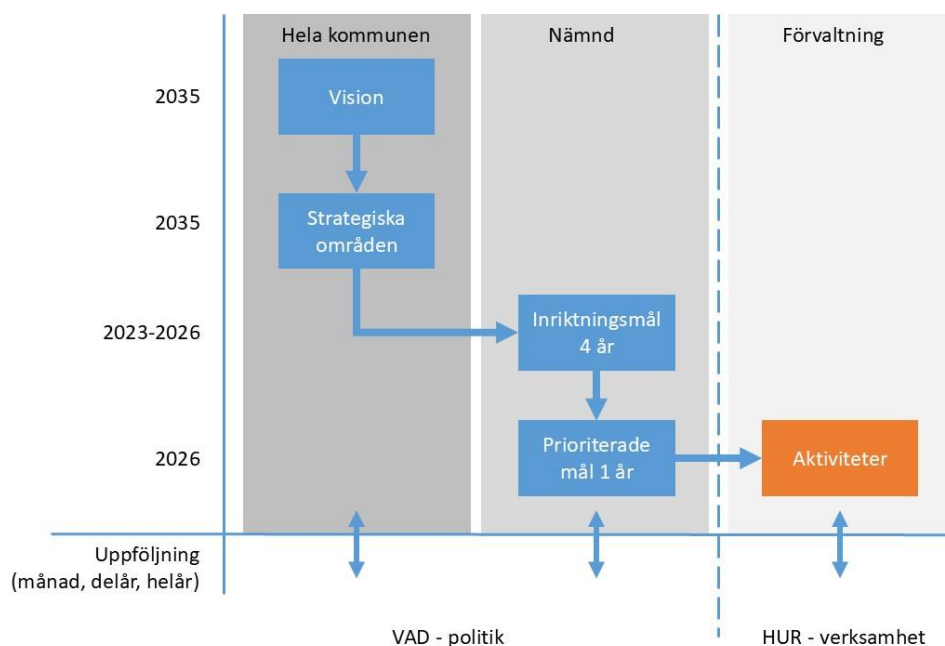 Hela kommunen
Nämnd
Förvaltning
2035
Vision
2035
Strategiska
områden
2023-2026
Inriktningsmål
4 år
2026
Prioriterade
mål 1 år
Aktiviteter
Uppföljning
(månad, delår, helår)
VAD - politik
HUR - verksamhet